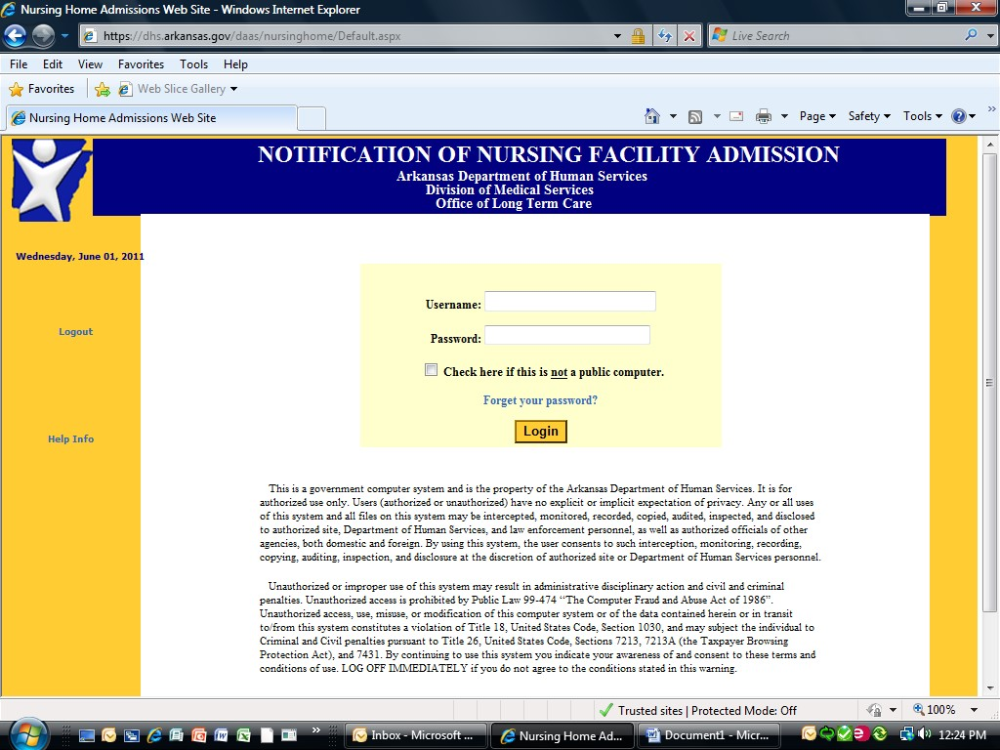 Nursing Home Admissions Web Site - Windows Internet Explorer
https://dhs.arkansas.gov/daas/nursinghome/Default.aspx
Live Search
File Edit View Favorites Tools Help
Favorites Web Slice Gallery
Nursing Home Admissions Web Site
Page Safety Tools
NOTIFICATION OF NURSING FACILITY ADMISSION
Arkansas Department of Human Services
Division of Medical Services
Office of Long Term Care
Wednesday, June 01, 2011
Logout
Help Info
Username:
Password:
Check here if this is not a public computer.
Forget your password?
Login
This is a government computer system and is the property of the Arkansas Department of Human Services. It is for
authorized use only. Users (authorized or unauthorized) have no explicit or implicit expectation of privacy. Any or all uses
of this system and all files on this system may be intercepted, monitored, recorded, copied, audited, inspected, and disclosed
to authorized site, Department of Human Services, and law enforcement personnel, as well as authorized officials of other
agencies, both domestic and foreign. By using this system, the user consents to such interception, monitoring, recording,
copying, auditing, inspection, and disclosure at the discretion of authorized site or Department of Human Services personnel.
Unauthorized or improper use of this system may result in administrative disciplinary action and civil and criminal
penalties. Unauthorized access is prohibited by Public Law 99-474 “The Computer Fraud and Abuse Act of 1986”.
Unauthorized access, use, misuse, or modification of this computer system or of the data contained herein or in transit
to/from this system constitutes a violation of Title 18, United States Code, Section 1030, and may subject the individual to
Criminal and Civil penalties pursuant to Title 26, United States Code, Sections 7213, 7213A (the Taxpayer Browsing
Protection Act), and 7431. By continuing to use this system you indicate your awareness of and consent to these terms and
conditions of use. LOG OFF IMMEDIATELY if you do not agree to the conditions stated in this warning.
Trusted sites | Protected Mode: Off
100%
Inbox - Microsoft ...
Nursing Home Ad...
Document1 - Micr...
12:24 PM